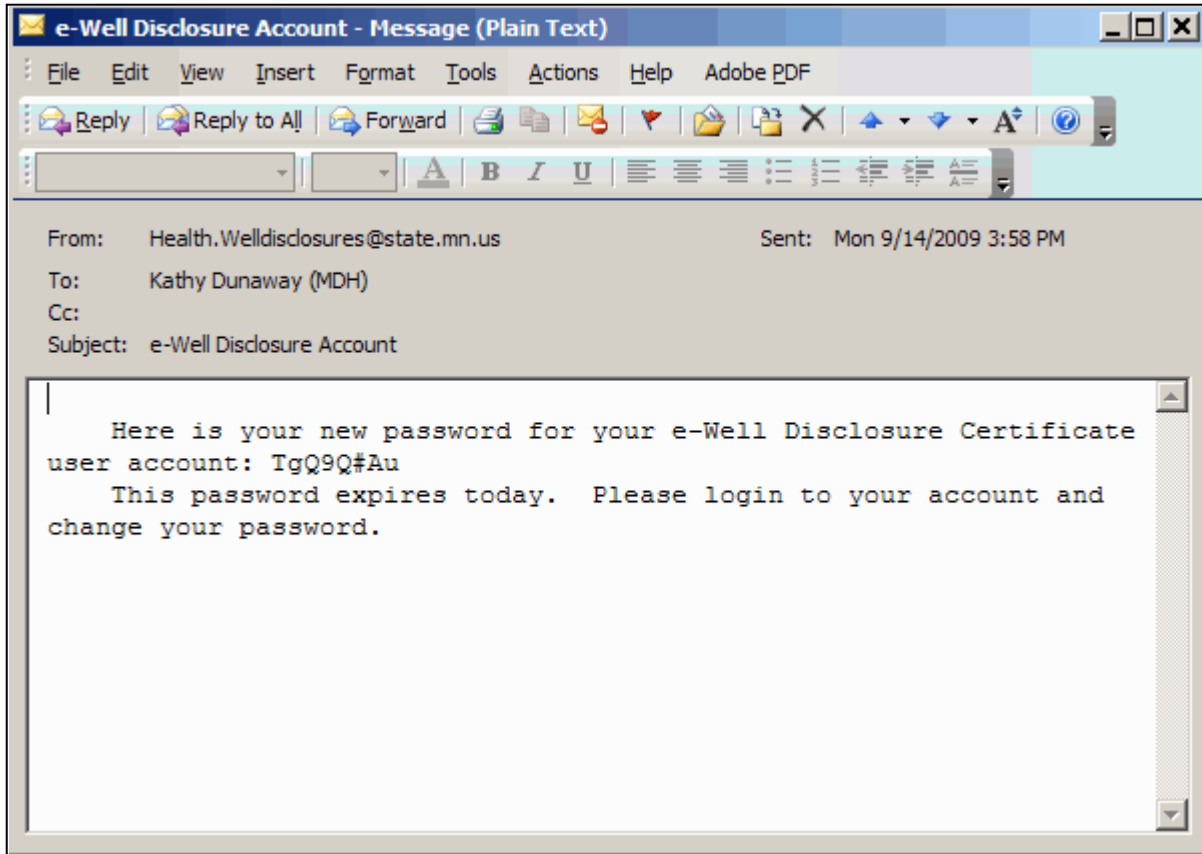 e-Well Disclosure Account - Message (Plain Text)
File Edit View Insert Format Tools Actions Help Adobe PDF
Reply Reply to All Forward
A B I U
From: Health.Welldisclosures@state.mn.us Sent: Mon 9/14/2009 3:58 PM
To: Kathy Dunaway (MDH)
Cc:
Subject: e-Well Disclosure Account
Here is your new password for your e-Well Disclosure Certificate
user account: TgQ9Q#Au
This password expires today. Please login to your account and
change your password.